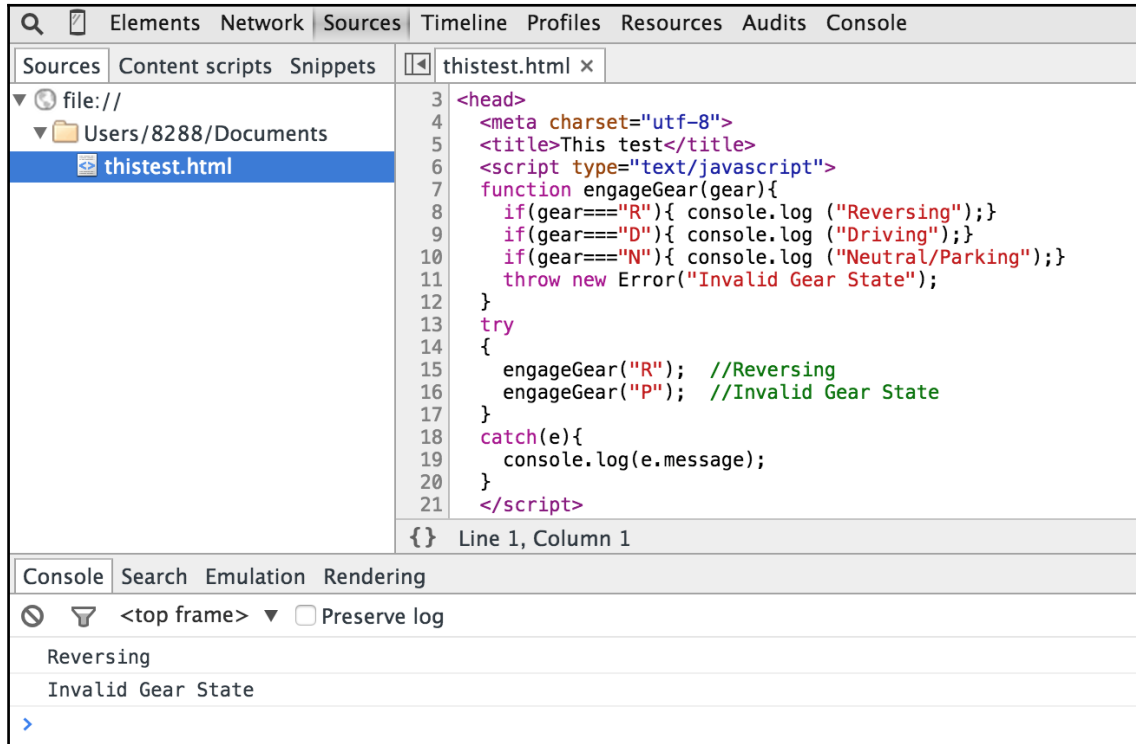 Elements Network Sources Timeline Profiles Resources Audits Console
Sources Content scripts Snippets
thistest.html ×
file://
Users/8288/Documents
thistest.html
3 <head>
4 <meta charset="utf-8">
5 <title>This test</title>
6 <script type="text/javascript">
7 function engageGear(gear){
8 if(gear==="R"){ console.log ("Reversing");}
9 if(gear==="D"){ console.log ("Driving");}
10 if(gear==="N"){ console.log ("Neutral/Parking");}
11 throw new Error("Invalid Gear State");
12 }
13 try
14 {
15 engageGear("R"); //Reversing
16 engageGear("P"); //Invalid Gear State
17 }
18 catch(e){
19 console.log(e.message);
20 }
21 </script>
{} Line 1, Column 1
Console Search Emulation Rendering
<top frame> ▼ Preserve log
Reversing
Invalid Gear State
>